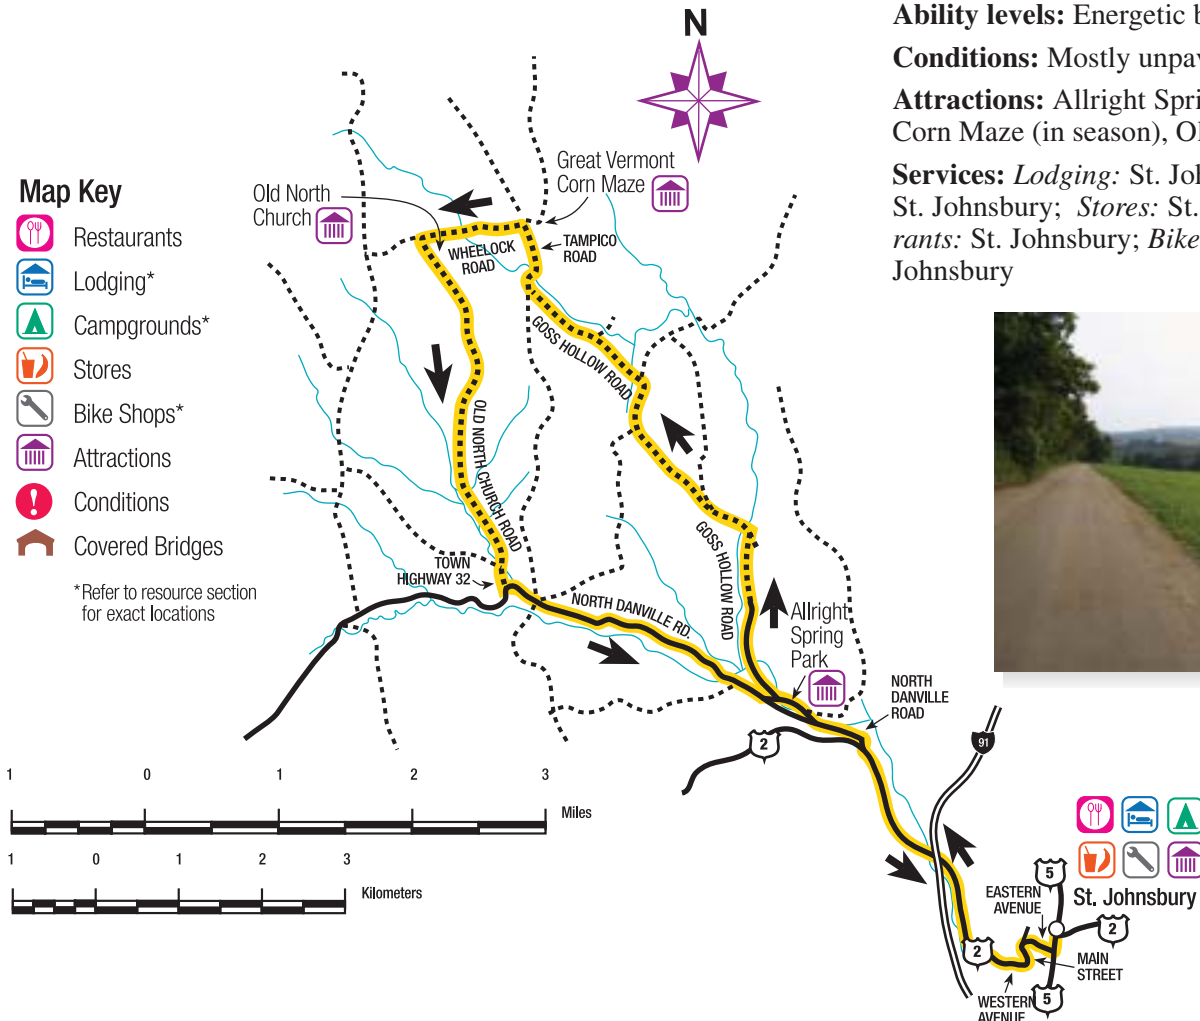 Ability levels: Energetic
Conditions: Mostly
Attractions: Allright
Corn Maze (in season),
Services: Lodging: St.
St. Johnsbury; Stores: St.
rants: St. Johnsbury; Bike
Johnsbury
N
Map Key
Restaurants
Lodging*
Campgrounds*
Stores
Bike Shops*
Attractions
Conditions
Covered Bridges
*Refer to resource section
for exact locations
Old North
Church
Great Vermont
Corn Maze
WHEELOCK
ROAD
TAMPICO
ROAD
GOSS HOLLOW ROAD
OLD NORTH CHURCH ROAD
GOSS HOLLOW ROAD
TOWN
HIGHWAY 32
NORTH DANVILLE RD.
Allright
Spring
Park
NORTH
DANVILLE
ROAD
2
91
1 0 1 2 3
Miles
1 0 1 2 3
Kilometers
5
St. Johnsbury
EASTERN
AVENUE
2
2
MAIN
STREET
WESTERN
AVENUE
5